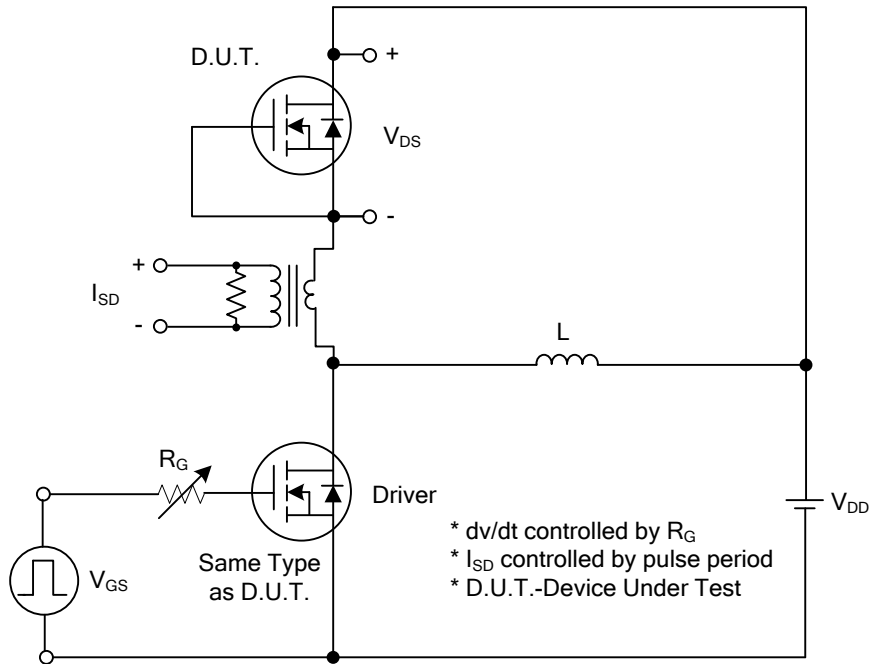 D.U.T.
+
V_DS
-
+
I_SD
-
L
R_G
Driver
V_DD
* dv/dt controlled by R_G
* I_SD controlled by pulse period
* D.U.T.-Device Under Test
Same Type
as D.U.T.
V_GS